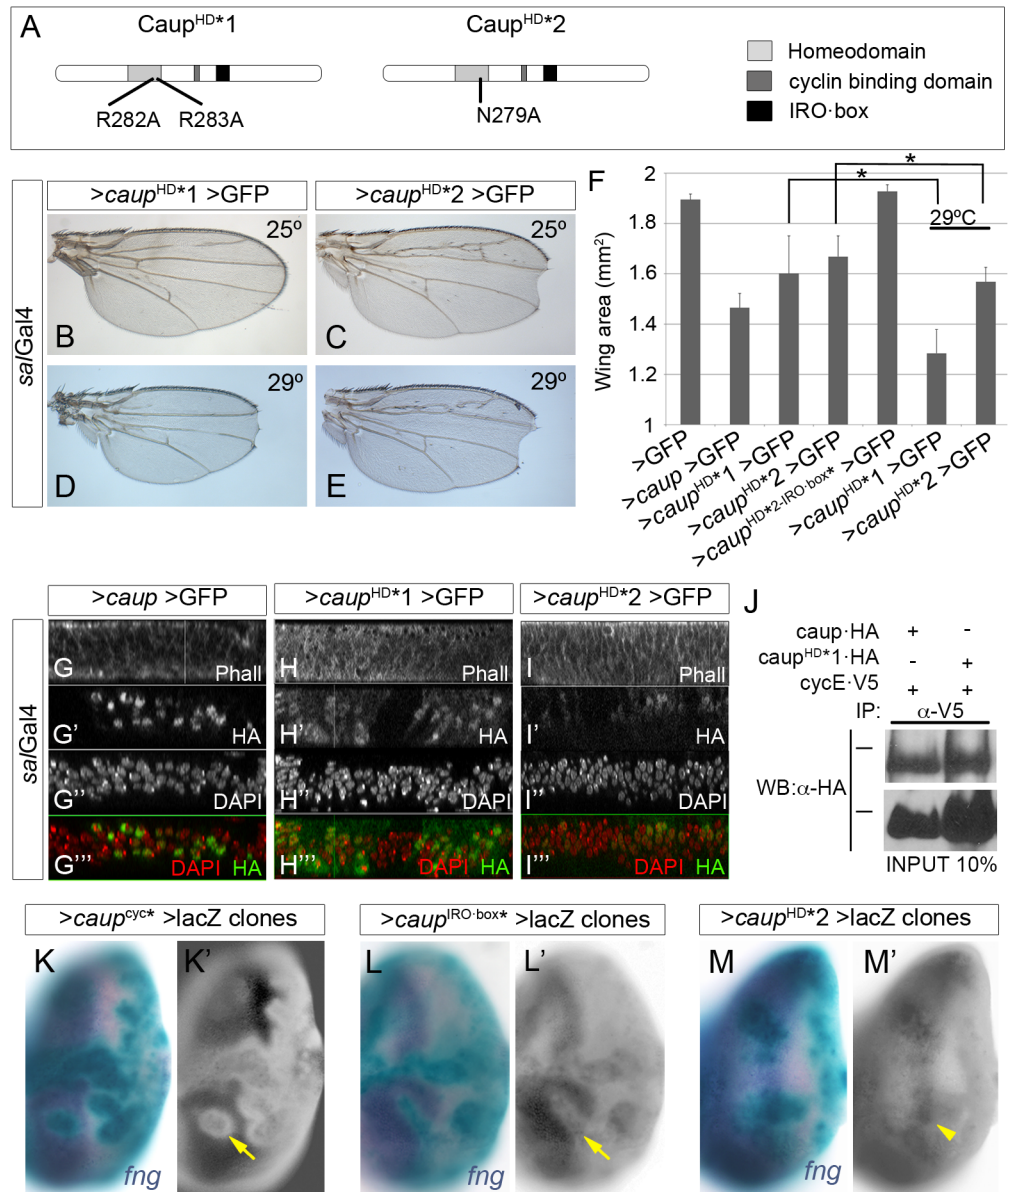 A
Caup^HD*1
Caup^HD*2
R282A
R283A
N279A
Homeodomain
cyclin binding domain
IRO·box
salGal4
>caup^HD*1 >GFP
>caup^HD*2 >GFP
25º
B
25º
C
29º
D
29º
E
F
Wing area (mm²)
2
1.8
1.6
1.4
1.2
1
*
*
29ºC
>GFP
>caup >GFP
>caup^HD*1 >GFP
>caup^HD*2 >GFP
>caup^HD*2-IRO·box* >GFP
>caup^HD*1 >GFP
>caup^HD*2 >GFP
salGal4
>caup >GFP
>caup^HD*1 >GFP
>caup^HD*2 >GFP
G
Phall
H
Phall
I
Phall
G'
HA
H'
HA
I'
HA
G''
DAPI
H''
DAPI
I''
DAPI
G'''
DAPI HA
H'''
DAPI HA
I'''
DAPI HA
J
caup·HA + -
caup^HD*1·HA - +
cycE·V5 + +
IP: α-V5
WB:α-HA
INPUT 10%
>caup^cyc* >lacZ clones
>caup^IRO·box* >lacZ clones
>caup^HD*2 >lacZ clones
K
fng
K'
L
fng
L'
M
fng
M'